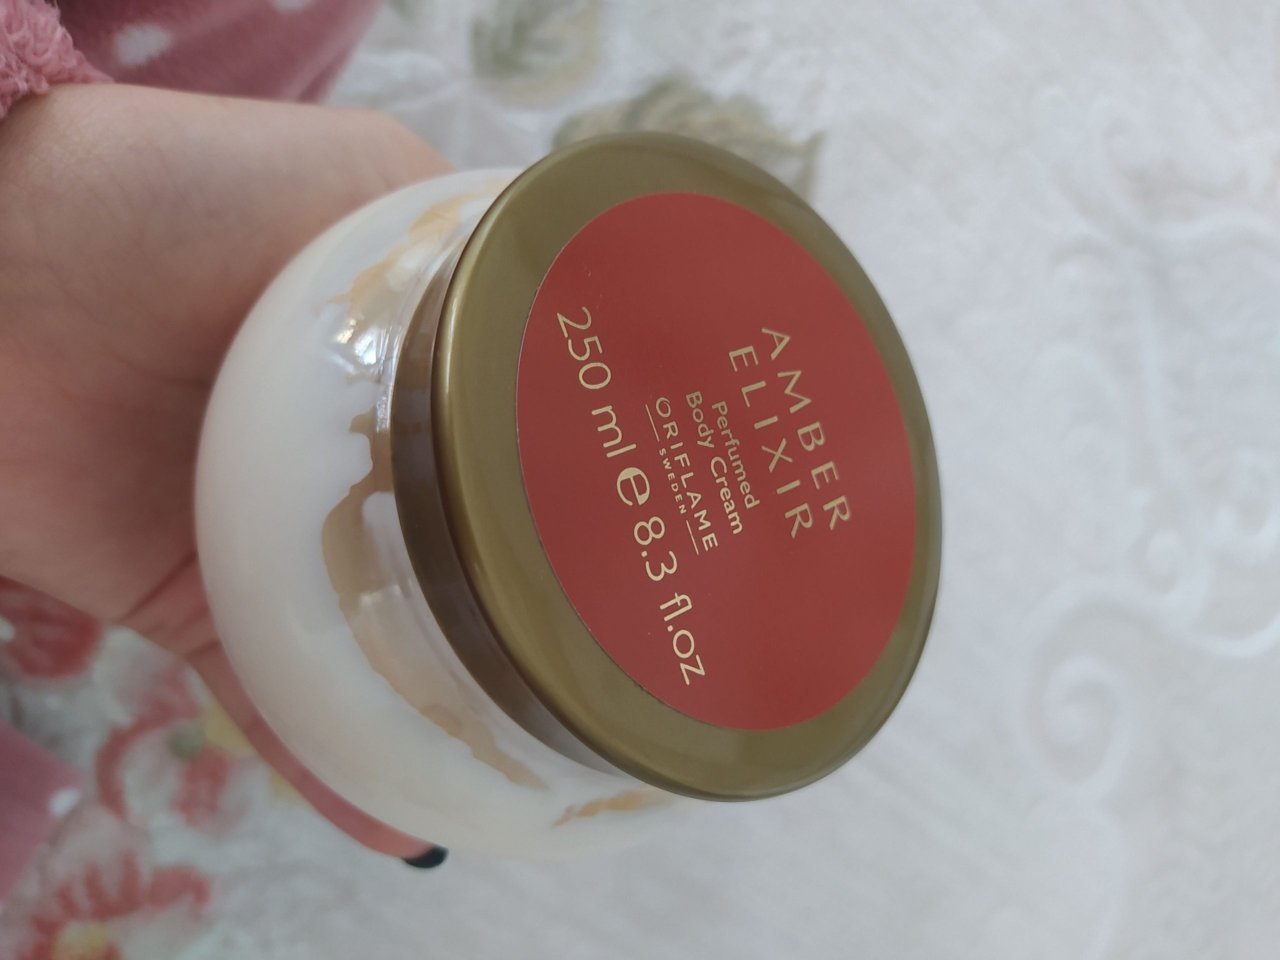 AMBER
ELIXIR
Perfumed
Body Cream
ORIFLAME
SWEDEN
250 ml e 8.3 fl.oz